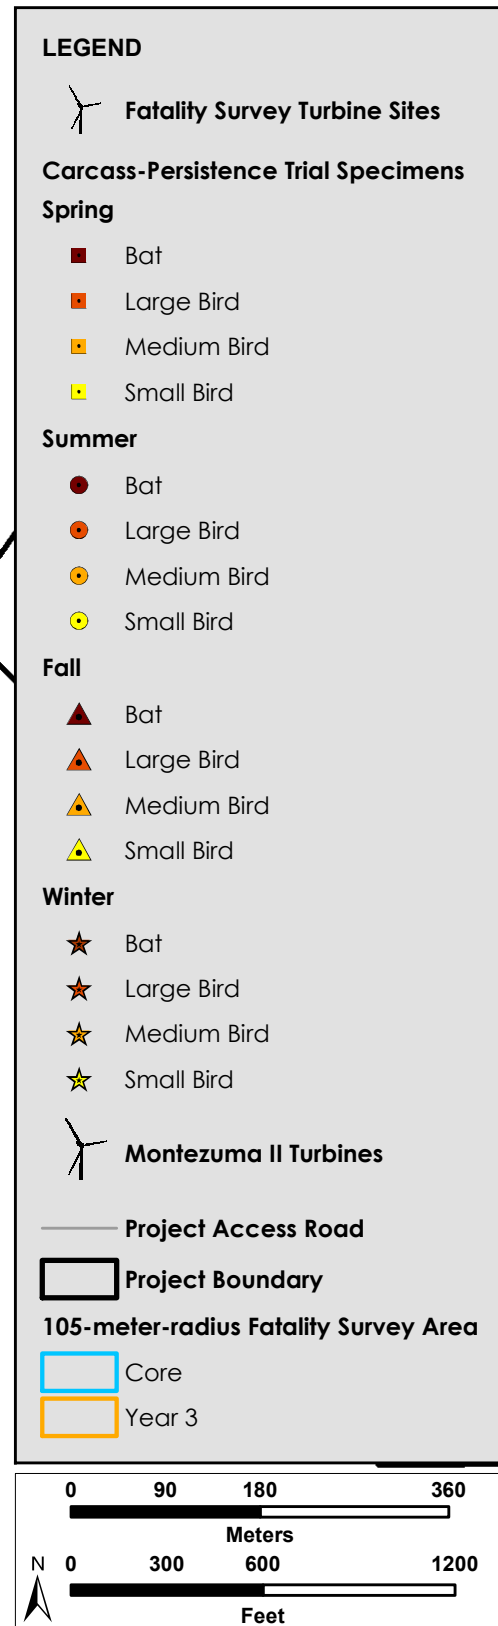 LEGEND
Fatality Survey Turbine Sites
Carcass-Persistence Trial Specimens
Spring
Bat
Large Bird
Medium Bird
Small Bird
Summer
Bat
Large Bird
Medium Bird
Small Bird
Fall
Bat
Large Bird
Medium Bird
Small Bird
Winter
Bat
Large Bird
Medium Bird
Small Bird
Montezuma II Turbines
Project Access Road
Project Boundary
105-meter-radius Fatality Survey Area
Core
Year 3
0 90 180 360
Meters
N 0 300 600 1200
Feet